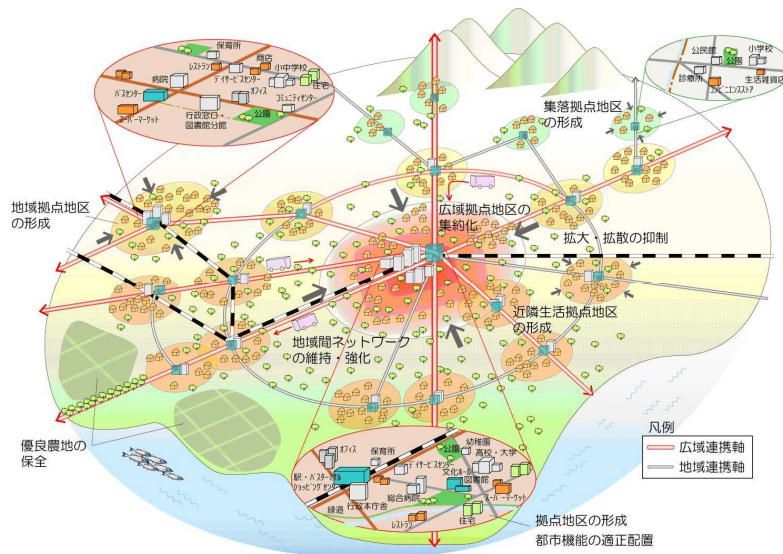 保育所
商店
ﾚｽﾄﾗﾝ
小中学校
ﾃﾞｲｻｰﾋﾞｽｾﾝﾀｰ
病院
住宅
ﾊﾞｽｾﾝﾀｰ
オフィス
ｺﾐｭﾆﾃｨｾﾝﾀｰ
ｽｰﾊﾟｰﾏｰｹｯﾄ
公園
行政窓口・
図書館分館
公民館
小学校
公園
診療所
生活雑貨店
ｺﾝﾋﾞﾆｴﾝｽｽﾄｱ
集落拠点地区
の形成
地域拠点地区
の形成
広域拠点地区の
集約化
拡大・拡散の抑制
近隣生活拠点地区
の形成
地域間ネットワーク
の維持・強化
優良農地の
保全
凡例
広域連携軸
地域連携軸
幼稚園
オフィス
保育所
公園
高校・大学
ﾃﾞｲｻｰﾋﾞｽｾﾝﾀｰ
文化ホール
図書館
駅・ﾊﾞｽﾀｰﾐﾅﾙ
ｼｮｯﾋﾟﾝｸﾞｾﾝﾀｰ
総合病院
ｽｰﾊﾟｰﾏｰｹｯﾄ
行政本庁舎
緑道
ﾚｽﾄﾗﾝ
住宅
拠点地区の形成
都市機能の適正配置